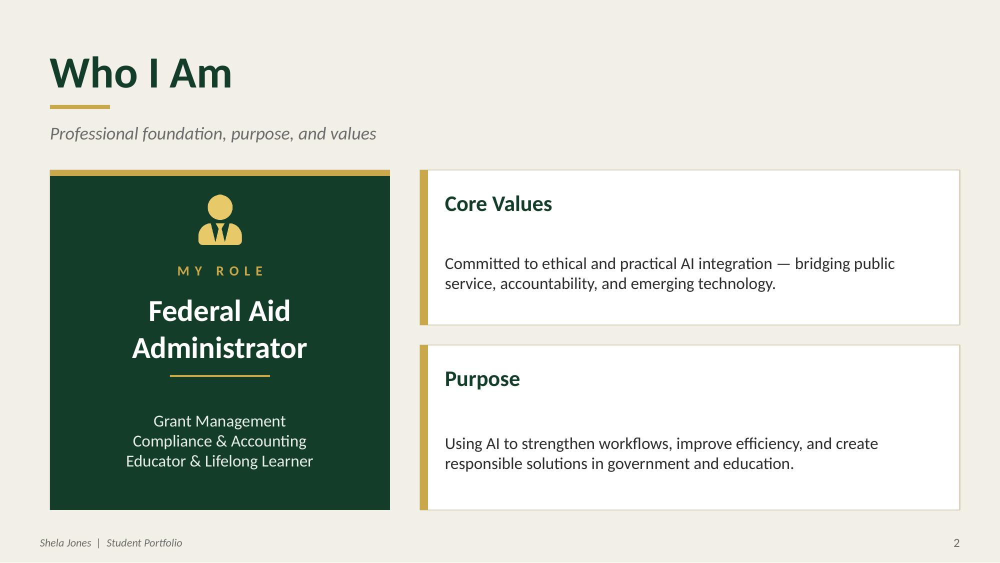 Who I Am
Professional foundation, purpose, and values
MY ROLE
Federal Aid
Administrator
Grant Management
Compliance & Accounting
Educator & Lifelong Learner
Core Values
Committed to ethical and practical AI integration — bridging public
service, accountability, and emerging technology.
Purpose
Using AI to strengthen workflows, improve efficiency, and create
responsible solutions in government and education.
Shela Jones | Student Portfolio
2